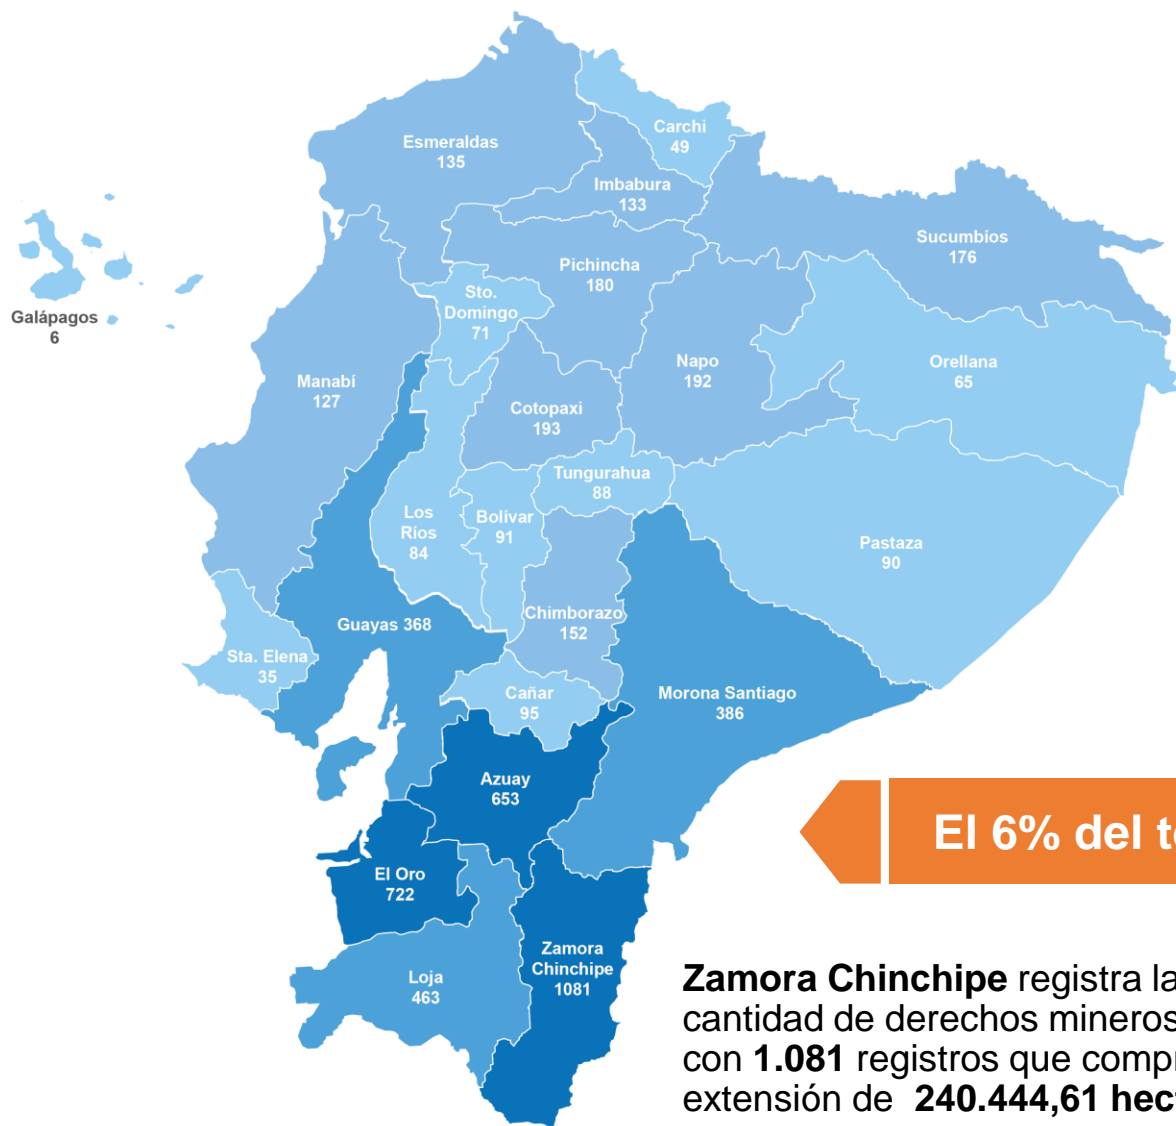 Carchi
49
Esmeraldas
135
Imbabura
133
Sucumbios
176
Pichincha
180
Sto.
Domingo
71
Galápagos
6
Napo
192
Orellana
65
Manabí
127
Cotopaxi
193
Tungurahua
88
Los
Ríos
84
Bolívar
91
Pastaza
90
Chimborazo
152
Guayas 368
Sta. Elena
35
Cañar
95
Morona Santiago
386
Azuay
653
El 6% del
El Oro
722
Zamora
Chinchipe
1081
Loja
463
Zamora Chinchipe registra la
cantidad de derechos mineros
con 1.081 registros que
extensión de 240.444,61